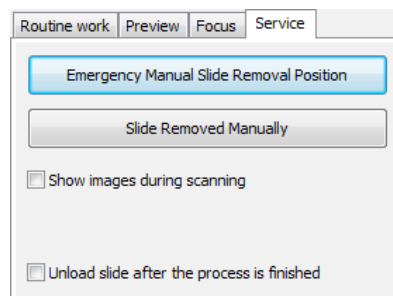 Routine work Preview Focus Service
Emergency Manual Slide Removal Position
Slide Removed Manually
Show images during scanning
Unload slide after the process is finished